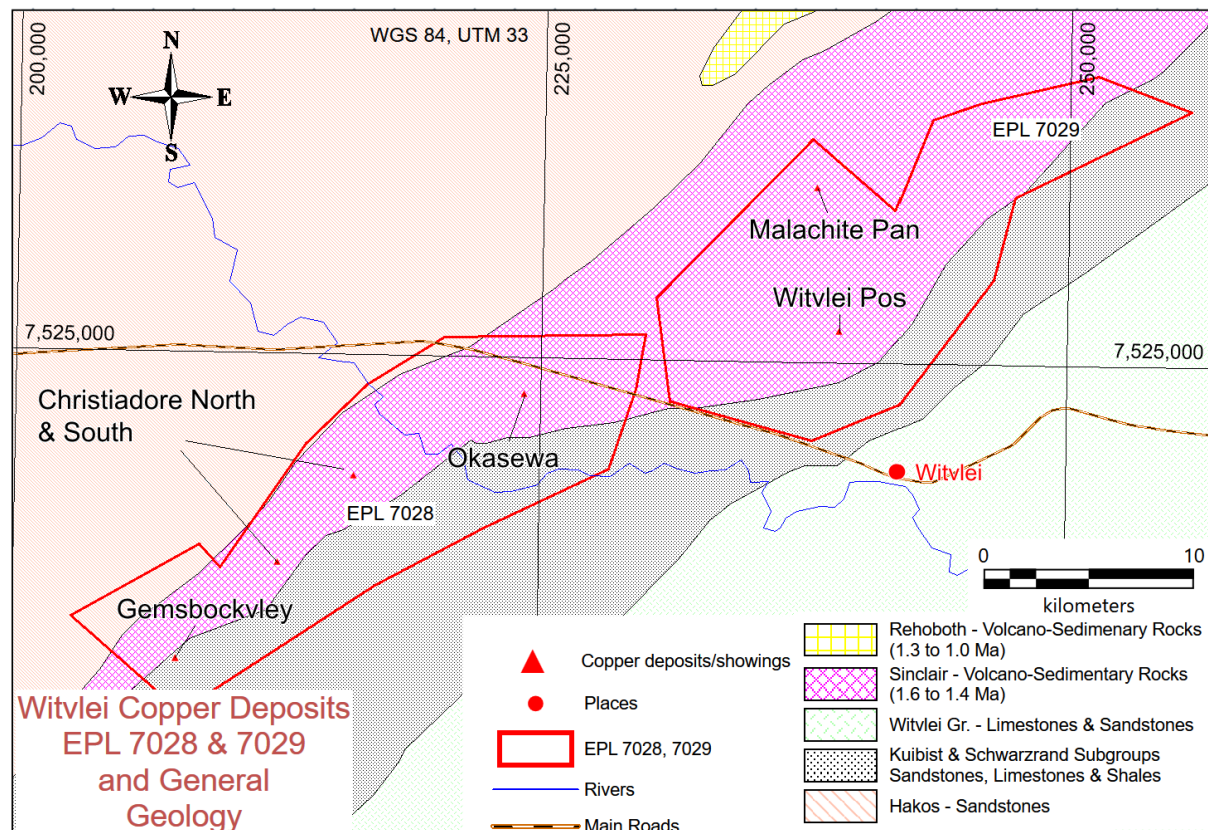 WGS 84, UTM 33
200,000
225,000
250,000
N
W
E
S
EPL 7029
Malachite Pan
Witvlei Pos
7,525,000
7,525,000
Christiadore North
& South
Okasewa
Witvlei
EPL 7028
Gemsbockvley
0
10
kilometers
Witvlei Copper Deposits
EPL 7028 & 7029
and General
Geology
Copper deposits/showings
Places
EPL 7028, 7029
Rivers
Main Roads
Rehoboth - Volcano-Sedimenary Rocks
(1.3 to 1.0 Ma)
Sinclair - Volcano-Sedimentary Rocks
(1.6 to 1.4 Ma)
Witvlei Gr. - Limestones & Sandstones
Kuibist & Schwarzrand Subgroups
Sandstones, Limestones & Shales
Hakos - Sandstones